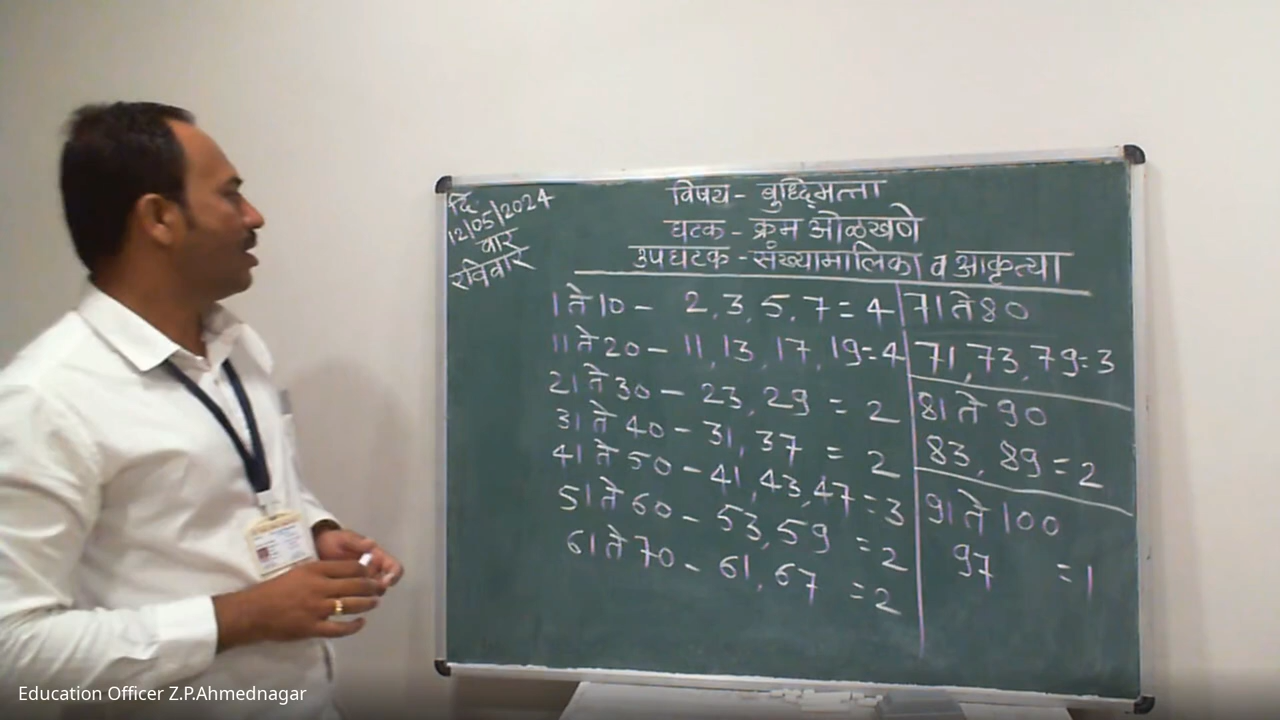 दि.
12/05/2024
वार
रविवार
विषय - बुध्दिमत्ता
घटक - क्रम ओळखणे
उपघटक - संख्यामालिका व आकृत्या
1 ते 10 - 2, 3, 5, 7 = 4
11 ते 20 - 11, 13, 17, 19 = 4
21 ते 30 - 23, 29 = 2
31 ते 40 - 31, 37 = 2
41 ते 50 - 41, 43, 47 = 3
51 ते 60 - 53, 59 = 2
61 ते 70 - 61, 67 = 2
71 ते 80
71, 73, 79 = 3
81 ते 90
83, 89 = 2
91 ते 100
97 = 1
Education Officer Z.P.Ahmednagar